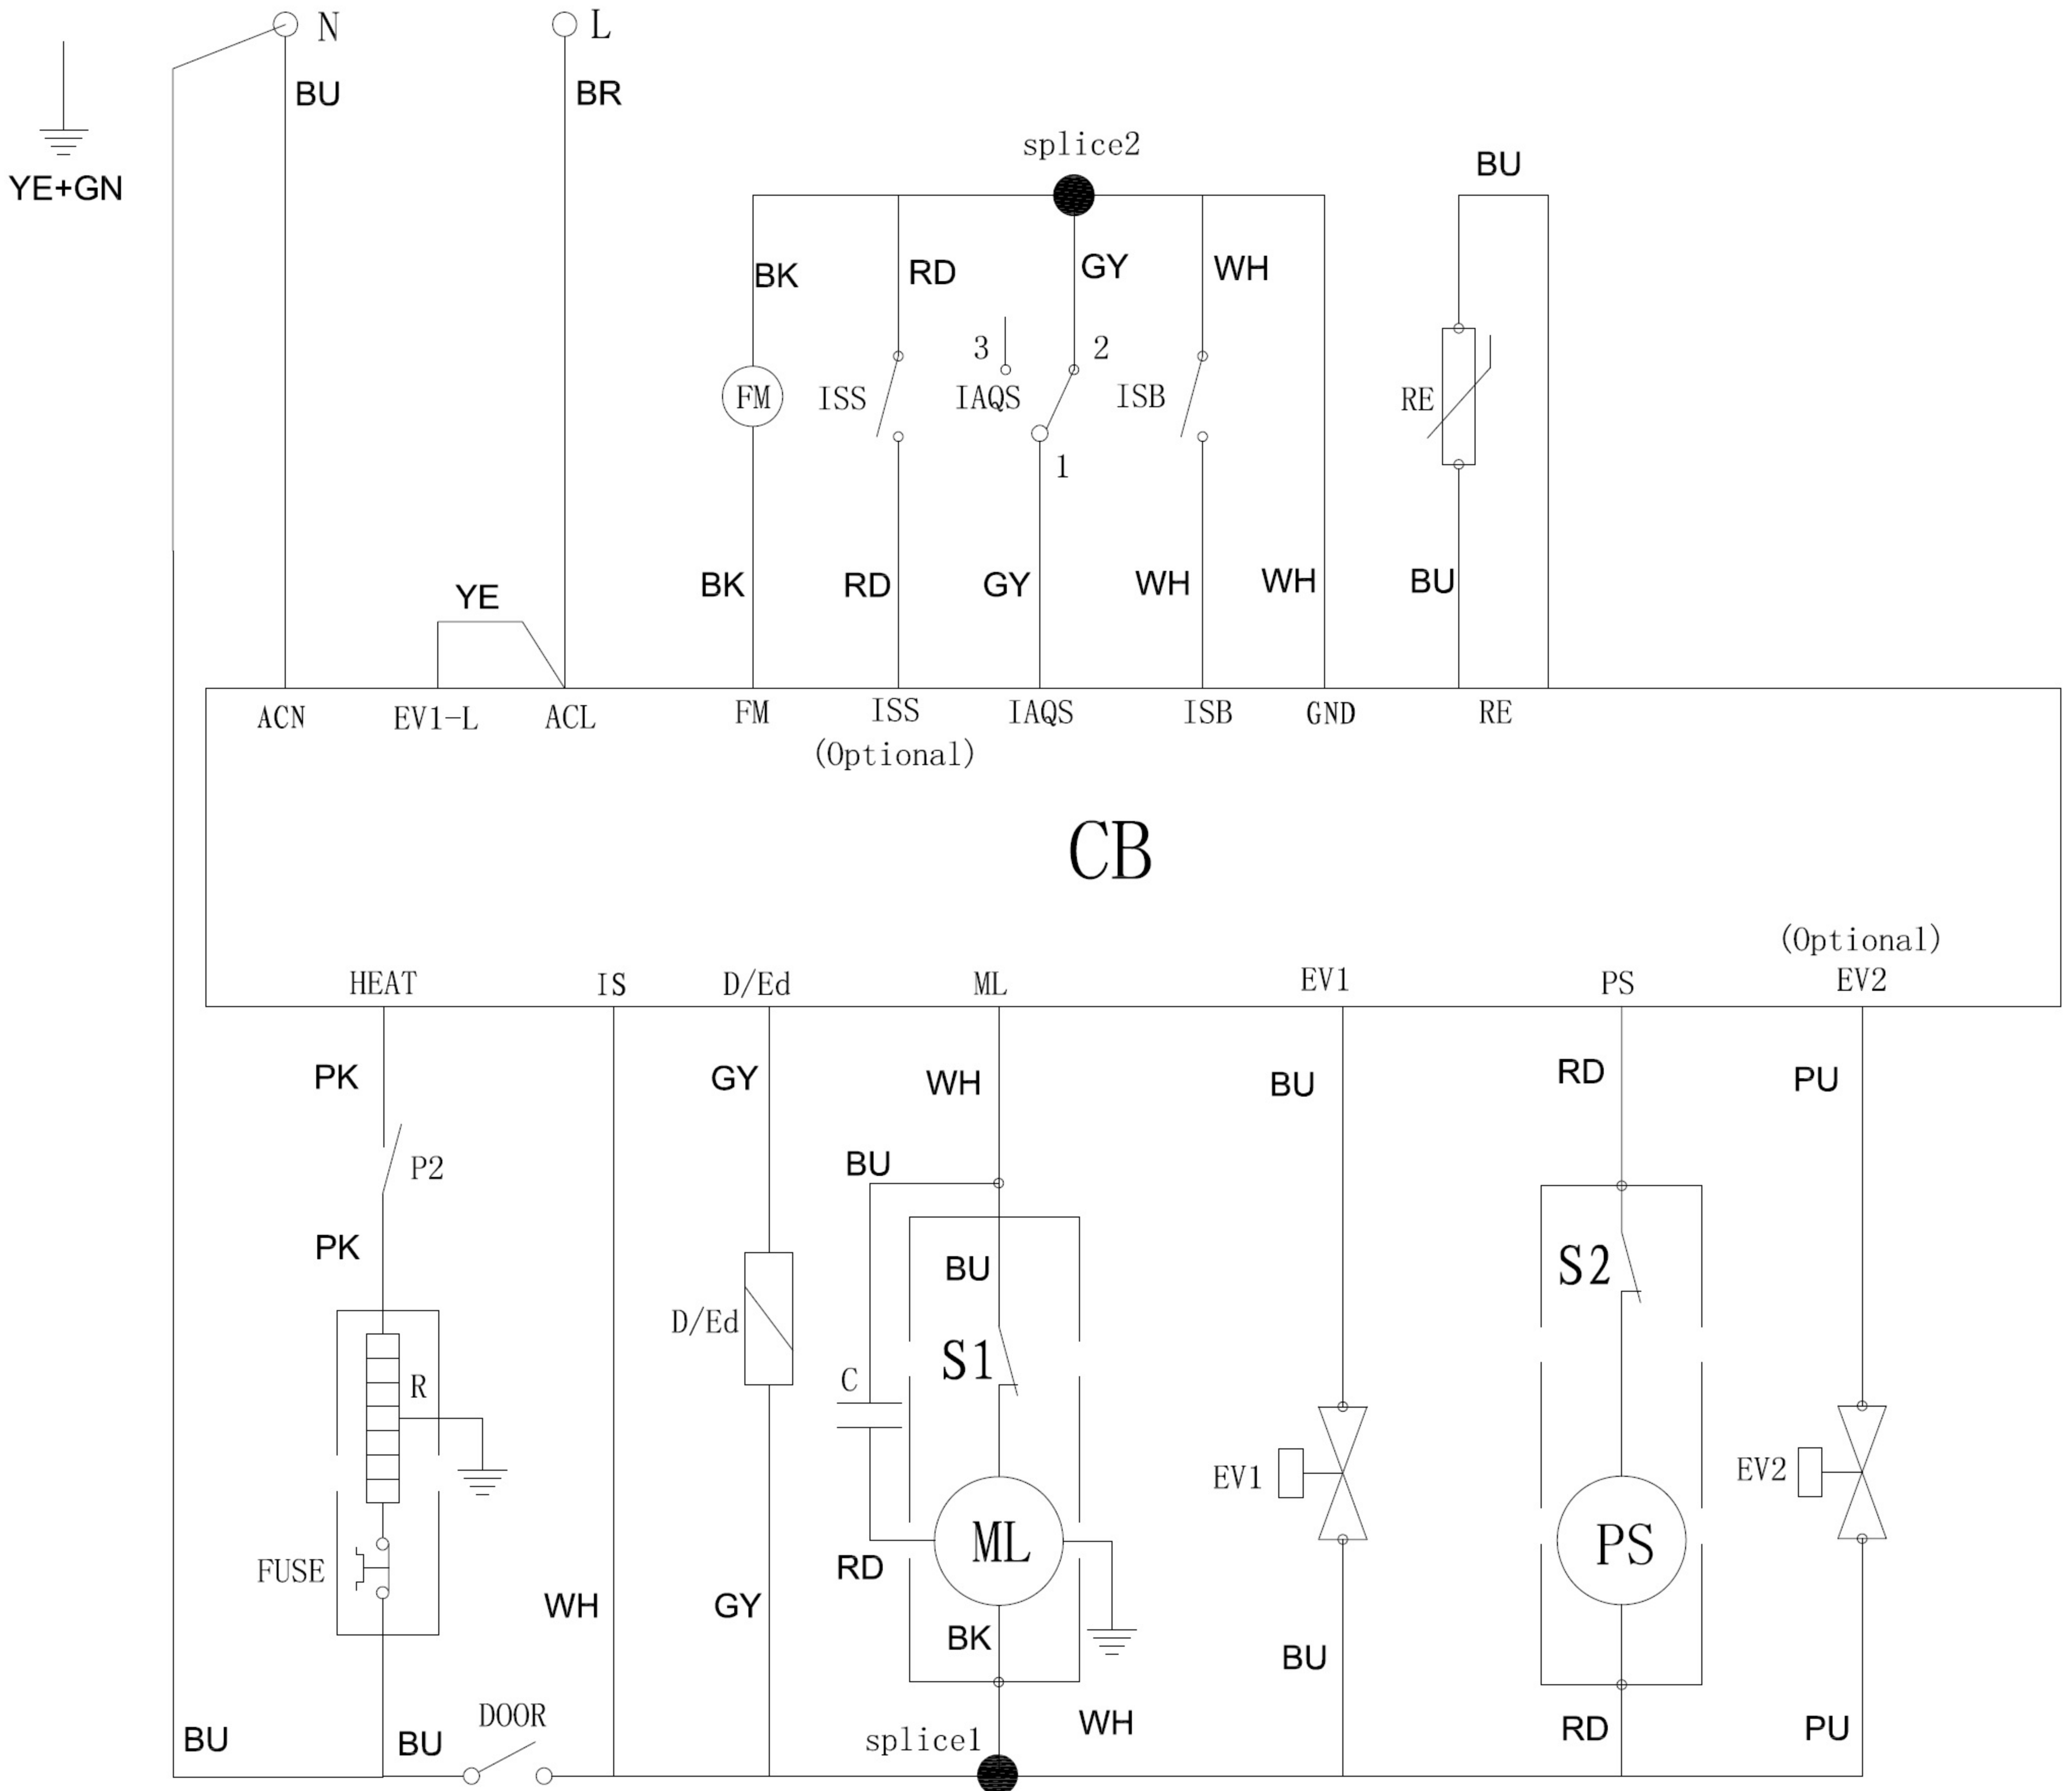 N
L
BU
BR
YE+GN
splice2
BU
BK
RD
GY
WH
3
2
FM
ISS
IAQS
ISB
RE
1
YE
BK
RD
GY
WH
WH
BU
ACN
EV1-L
ACL
FM
ISS
IAQS
ISB
GND
RE
(Optional)
CB
(Optional)
HEAT
IS
D/Ed
ML
EV1
PS
EV2
PK
GY
WH
BU
RD
PU
P2
BU
PK
BU
S2
D/Ed
S1
R
C
EV1
EV2
ML
PS
FUSE
RD
WH
GY
BK
BU
BU
BU
DOOR
splice1
WH
RD
PU